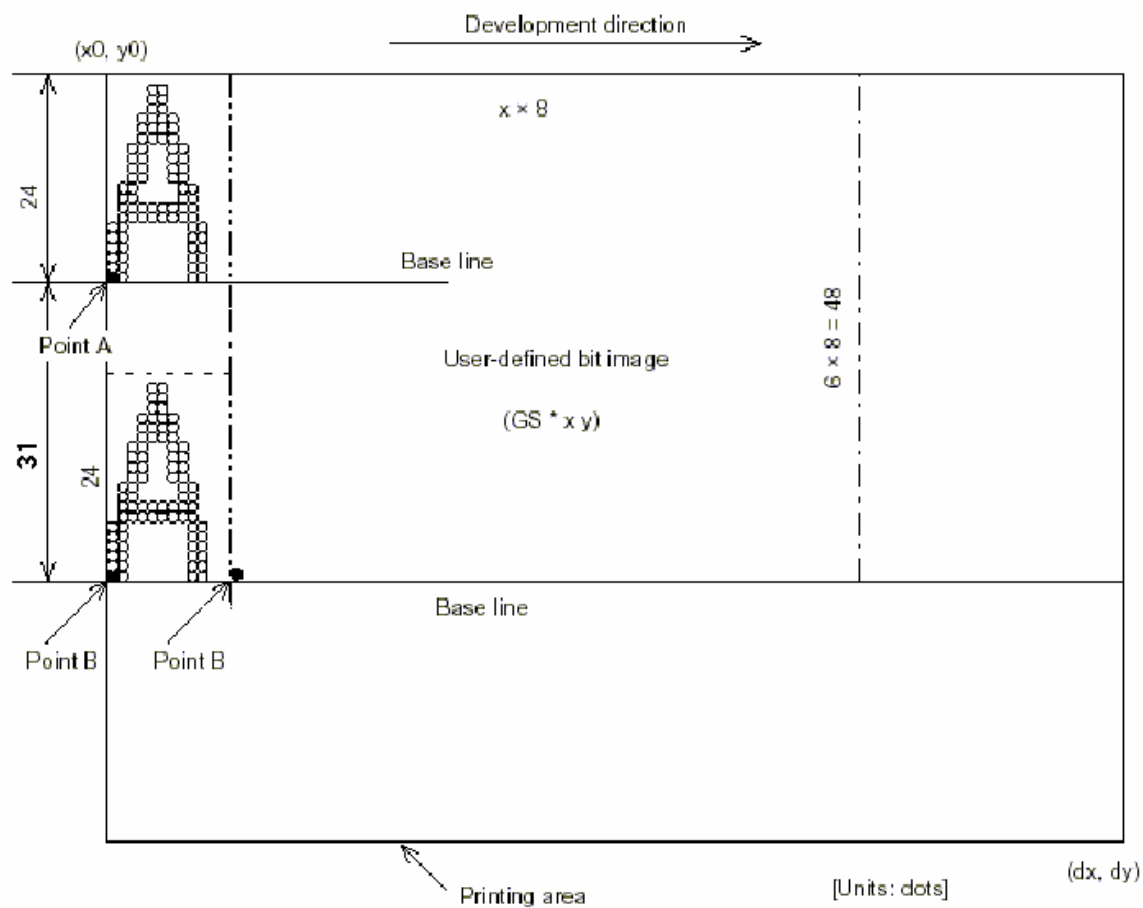 Development direction
(x0, y0)
x × 8
24
Base line
Point A
6 × 8 = 48
User-defined bit image
(GS * x y)
31
24
Base line
Point B
Point B
(dx, dy)
Printing area
[Units: dots]